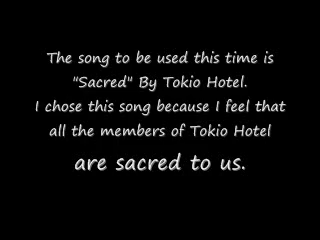 The song to be used this time is
"Sacred" By Tokio Hotel.
I chose this song because I feel that
all the members of Tokio Hotel
are sacred to us.